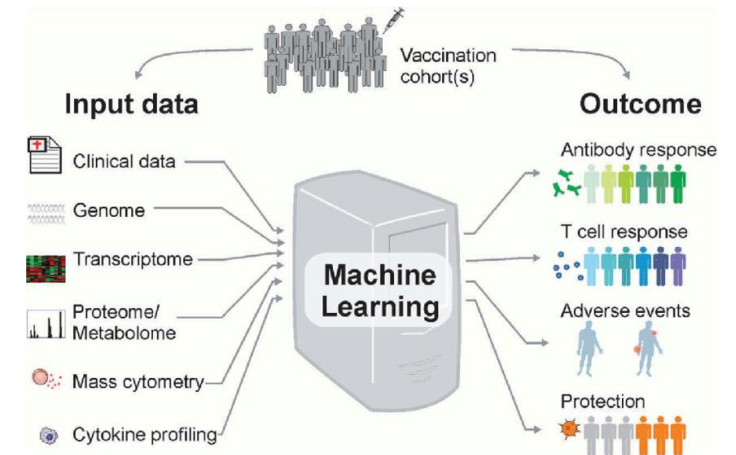 Vaccination
cohort(s)
Input data
Clinical data
Genome
Transcriptome
Proteome/
Metabolome
Mass cytometry
Cytokine profiling
Machine
Learning
Outcome
Antibody response
T cell response
Adverse events
Protection